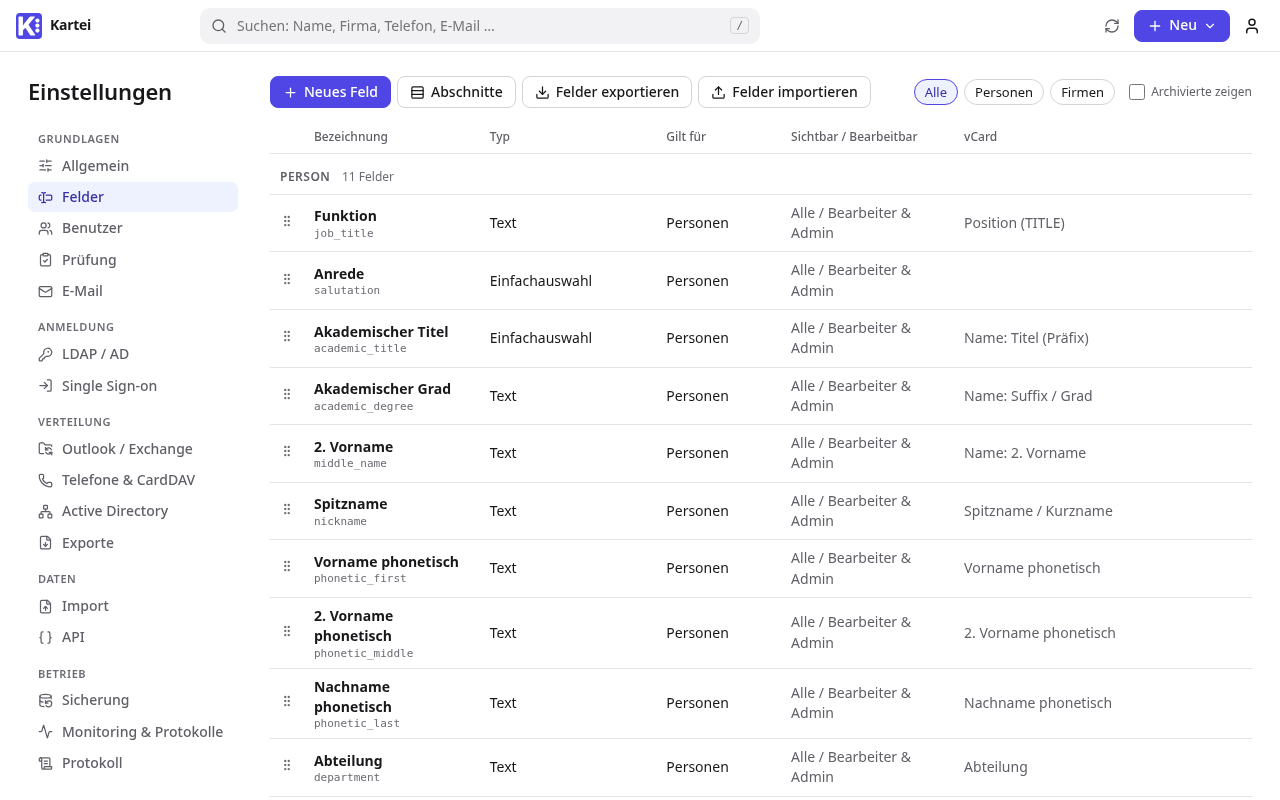 Kartei
Suchen: Name, Firma, Telefon, E-Mail ...
/
Neu
Einstellungen
GRUNDLAGEN
Allgemein
Felder
Benutzer
Prüfung
E-Mail
ANMELDUNG
LDAP / AD
Single Sign-on
VERTEILUNG
Outlook / Exchange
Telefone & CardDAV
Active Directory
Exporte
DATEN
Import
API
BETRIEB
Sicherung
Monitoring & Protokolle
Protokoll
Neues Feld
Abschnitte
Felder exportieren
Felder importieren
Alle
Personen
Firmen
Archivierte zeigen
Bezeichnung Typ Gilt für Sichtbar / Bearbeitbar vCard
PERSON 11 Felder
Funktion
job_title
Text
Personen
Alle / Bearbeiter &
Admin
Position (TITLE)
Anrede
salutation
Einfachauswahl
Personen
Alle / Bearbeiter &
Admin
Akademischer Titel
academic_title
Einfachauswahl
Personen
Alle / Bearbeiter &
Admin
Name: Titel (Präfix)
Akademischer Grad
academic_degree
Text
Personen
Alle / Bearbeiter &
Admin
Name: Suffix / Grad
2. Vorname
middle_name
Text
Personen
Alle / Bearbeiter &
Admin
Name: 2. Vorname
Spitzname
nickname
Text
Personen
Alle / Bearbeiter &
Admin
Spitzname / Kurzname
Vorname phonetisch
phonetic_first
Text
Personen
Alle / Bearbeiter &
Admin
Vorname phonetisch
2. Vorname
phonetisch
phonetic_middle
Text
Personen
Alle / Bearbeiter &
Admin
2. Vorname phonetisch
Nachname
phonetisch
phonetic_last
Text
Personen
Alle / Bearbeiter &
Admin
Nachname phonetisch
Abteilung
department
Text
Personen
Alle / Bearbeiter &
Admin
Abteilung